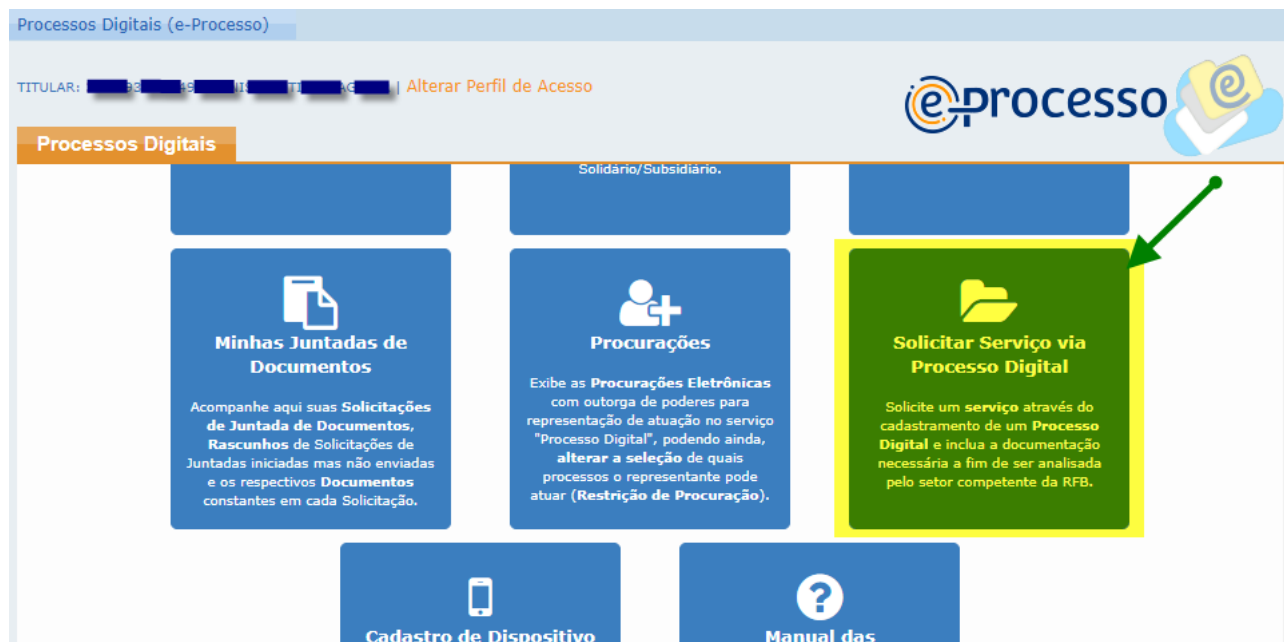 Processos Digitais (e-Processo)
TITULAR: | Alterar Perfil de Acesso
e-processo
Processos Digitais
Solidário/Subsidiário.
Minhas Juntadas de
Documentos
Acompanhe aqui suas Solicitações
de Juntada de Documentos,
Rascunhos de Solicitações de
Juntadas iniciadas mas não enviadas
e os respectivos Documentos
constantes em cada Solicitação.
Procurações
Exibe as Procurações Eletrônicas
com outorga de poderes para
representação de atuação no serviço
"Processo Digital", podendo ainda,
alterar a seleção de quais
processos o representante pode
atuar (Restrição de Procuração).
Solicitar Serviço via
Processo Digital
Solicite um serviço através do
cadastramento de um Processo
Digital e inclua a documentação
necessária a fim de ser analisada
pelo setor competente da RFB.
Cadastro de Dispositivo
Manual das